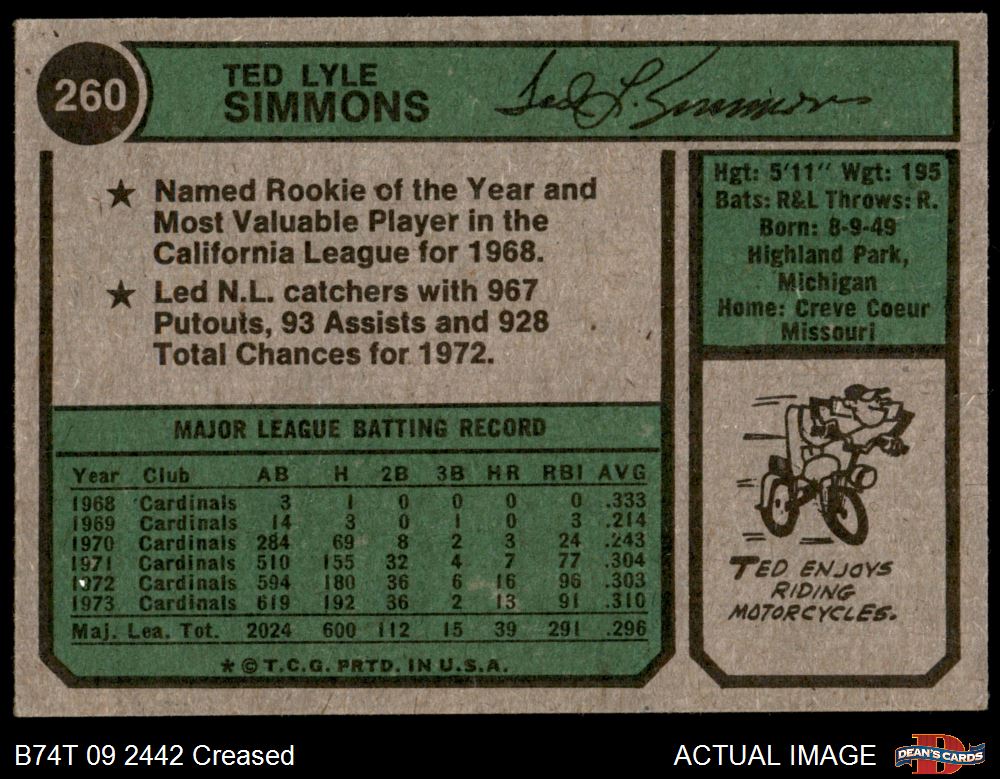 260
TED LYLE
SIMMONS
Ted L. Simmons
★ Named Rookie of the Year and
Most Valuable Player in the
California League for 1968.
★ Led N.L. catchers with 967
Putouts, 93 Assists and 928
Total Chances for 1972.
Hgt: 5'11" Wgt: 195
Bats: R&L Throws: R.
Born: 8-9-49
Highland Park,
Michigan
Home: Creve Coeur
Missouri
MAJOR LEAGUE BATTING RECORD
Year Club AB H 2B 3B HR RBI AVG
1968 Cardinals 3 1 0 0 0 0 .333
1969 Cardinals 14 3 0 1 0 3 .214
1970 Cardinals 284 69 8 2 3 24 .243
1971 Cardinals 510 155 32 4 7 77 .304
1972 Cardinals 594 180 36 6 16 96 .303
1973 Cardinals 619 192 36 2 13 91 .310
Maj. Lea. Tot. 2024 600 112 15 39 291 .296
* © T.C.G. PRTD. IN U.S.A.
TED ENJOYS
RIDING
MOTORCYCLES.
B74T 09 2442 Creased
ACTUAL IMAGE
DEAN'S CARDS